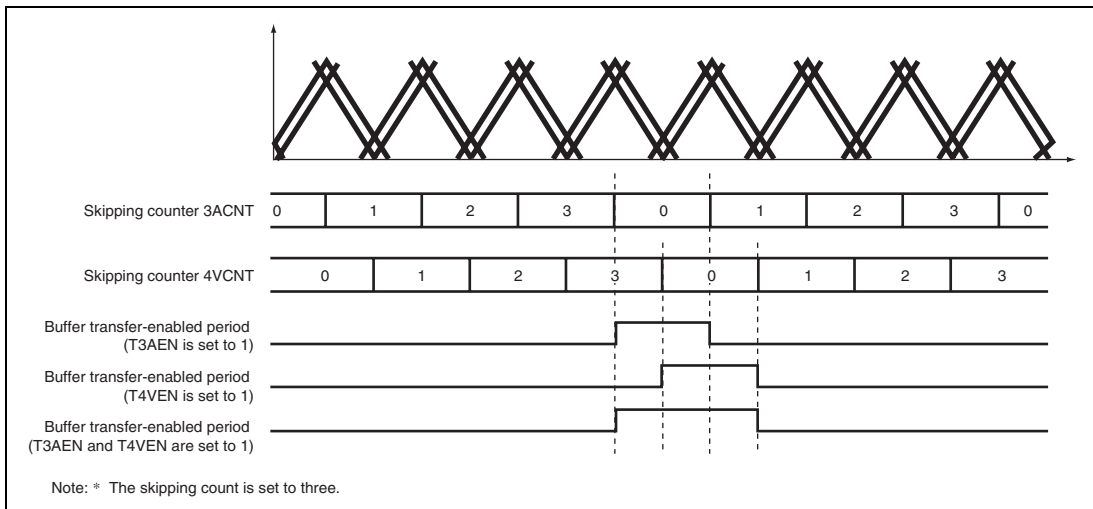 Skipping counter 3ACNT 0 1 2 3 0 1 2 3 0
Skipping counter 4VCNT 0 1 2 3 0 1 2 3
Buffer transfer-enabled period
(T3AEN is set to 1)
Buffer transfer-enabled period
(T4VEN is set to 1)
Buffer transfer-enabled period
(T3AEN and T4VEN are set to 1)
Note: * The skipping count is set to three.